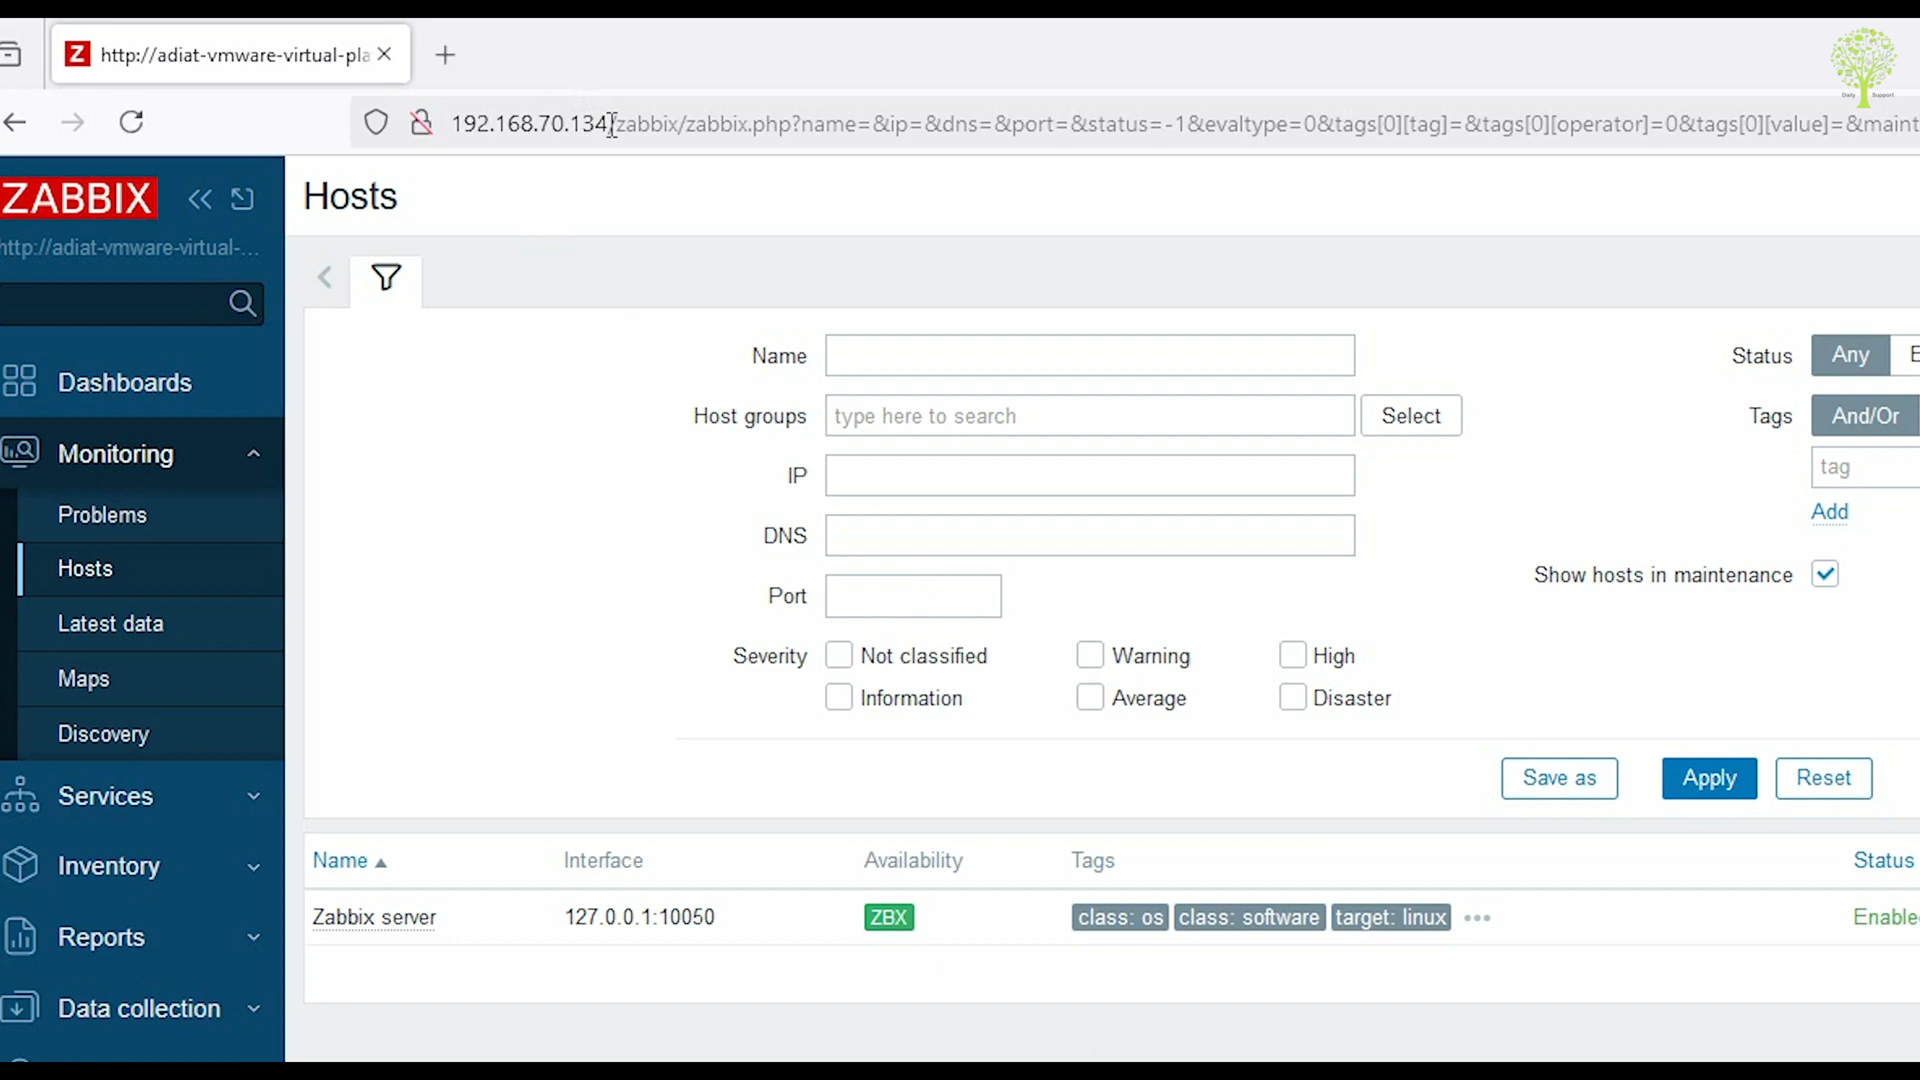 http://adiat-vmware-virtual-pla
Daily Support
192.168.70.134/zabbix/zabbix.php?name=&ip=&dns=&port=&status=-1&evaltype=0&tags[0][tag]=&tags[0][operator]=0&tags[0][value]=&maint
ZABBIX
http://adiat-vmware-virtual-...
Dashboards
Monitoring
Problems
Hosts
Latest data
Maps
Discovery
Services
Inventory
Reports
Data collection
Hosts
Name
Host groups type here to search Select
IP
DNS
Port
Severity Not classified Warning High
Information Average Disaster
Status Any E
Tags And/Or
tag
Add
Show hosts in maintenance
Save as Apply Reset
Name Interface Availability Tags Status
Zabbix server 127.0.0.1:10050 ZBX class: os class: software target: linux Enable